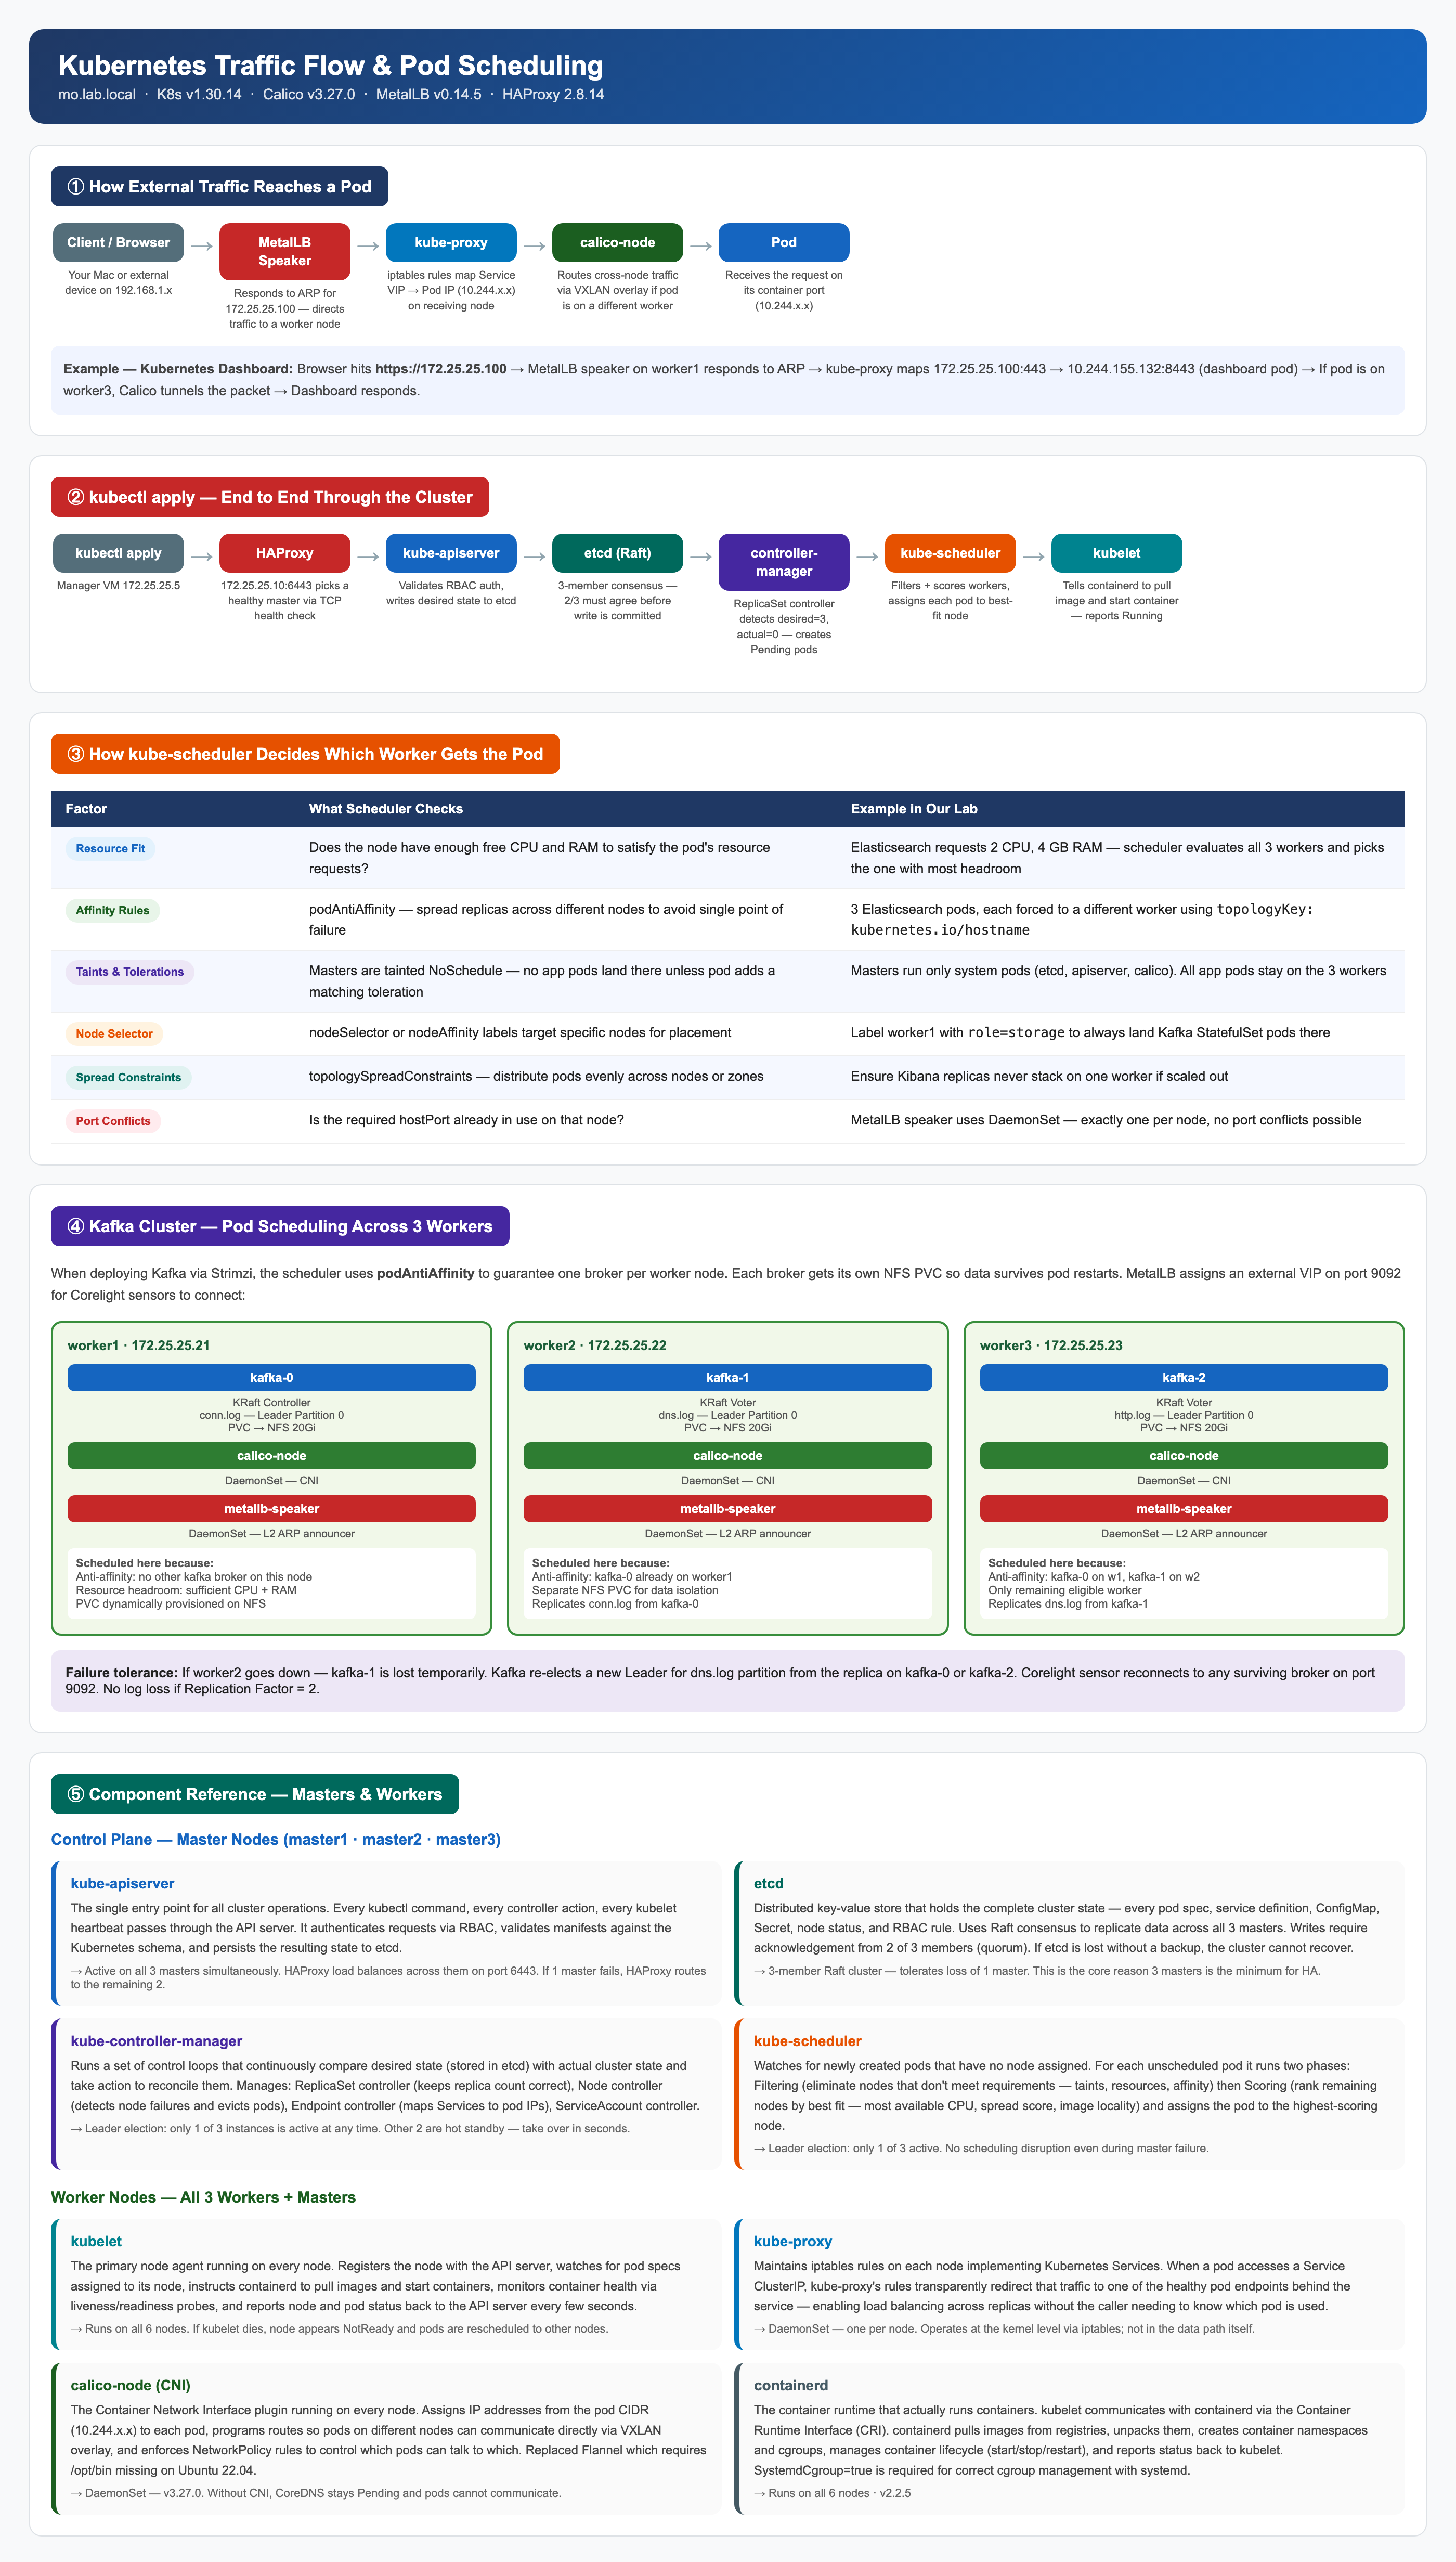 Kubernetes Traffic Flow & Pod Scheduling
mo.lab.local · K8s v1.30.14 · Calico v3.27.0 · MetalLB v0.14.5 · HAProxy 2.8.14
① How External Traffic Reaches a Pod
Client / Browser
Your Mac or external
device on 192.168.1.x
→
MetalLB
Speaker
Responds to ARP for
172.25.25.100 — directs
traffic to a worker node
→
kube-proxy
iptables rules map Service
VIP → Pod IP (10.244.x.x)
on receiving node
→
calico-node
Routes cross-node traffic
via VXLAN overlay if pod
is on a different worker
→
Pod
Receives the request on
its container port
(10.244.x.x)
Example — Kubernetes Dashboard: Browser hits https://172.25.25.100 → MetalLB speaker on worker1 responds to ARP → kube-proxy maps 172.25.25.100:443 → 10.244.155.132:8443 (dashboard pod) → If pod is on
worker3, Calico tunnels the packet → Dashboard responds.
② kubectl apply — End to End Through the Cluster
kubectl apply
Manager VM 172.25.25.5
→
HAProxy
172.25.25.10:6443 picks a
healthy master via TCP
health check
→
kube-apiserver
Validates RBAC auth,
writes desired state to etcd
→
etcd (Raft)
3-member consensus —
2/3 must agree before
write is committed
→
controller-
manager
ReplicaSet controller
detects desired=3,
actual=0 — creates
Pending pods
→
kube-scheduler
Filters + scores workers,
assigns each pod to best-
fit node
→
kubelet
Tells containerd to pull
image and start container
— reports Running
③ How kube-scheduler Decides Which Worker Gets the Pod
Factor
What Scheduler Checks
Example in Our Lab
Resource Fit
Does the node have enough free CPU and RAM to satisfy the pod's resource
requests?
Elasticsearch requests 2 CPU, 4 GB RAM — scheduler evaluates all 3 workers and picks
the one with most headroom
Affinity Rules
podAntiAffinity — spread replicas across different nodes to avoid single point of
failure
3 Elasticsearch pods, each forced to a different worker using topologyKey:
kubernetes.io/hostname
Taints & Tolerations
Masters are tainted NoSchedule — no app pods land there unless pod adds a
matching toleration
Masters run only system pods (etcd, apiserver, calico). All app pods stay on the 3 workers
Node Selector
nodeSelector or nodeAffinity labels target specific nodes for placement
Label worker1 with role=storage to always land Kafka StatefulSet pods there
Spread Constraints
topologySpreadConstraints — distribute pods evenly across nodes or zones
Ensure Kibana replicas never stack on one worker if scaled out
Port Conflicts
Is the required hostPort already in use on that node?
MetalLB speaker uses DaemonSet — exactly one per node, no port conflicts possible
④ Kafka Cluster — Pod Scheduling Across 3 Workers
When deploying Kafka via Strimzi, the scheduler uses podAntiAffinity to guarantee one broker per worker node. Each broker gets its own NFS PVC so data survives pod restarts. MetalLB assigns an external VIP on port 9092
for Corelight sensors to connect:
worker1 · 172.25.25.21
kafka-0
KRaft Controller
conn.log — Leader Partition 0
PVC → NFS 20Gi
calico-node
DaemonSet — CNI
metallb-speaker
DaemonSet — L2 ARP announcer
Scheduled here because:
Anti-affinity: no other kafka broker on this node
Resource headroom: sufficient CPU + RAM
PVC dynamically provisioned on NFS
worker2 · 172.25.25.22
kafka-1
KRaft Voter
dns.log — Leader Partition 0
PVC → NFS 20Gi
calico-node
DaemonSet — CNI
metallb-speaker
DaemonSet — L2 ARP announcer
Scheduled here because:
Anti-affinity: kafka-0 already on worker1
Separate NFS PVC for data isolation
Replicates conn.log from kafka-0
worker3 · 172.25.25.23
kafka-2
KRaft Voter
http.log — Leader Partition 0
PVC → NFS 20Gi
calico-node
DaemonSet — CNI
metallb-speaker
DaemonSet — L2 ARP announcer
Scheduled here because:
Anti-affinity: kafka-0 on w1, kafka-1 on w2
Only remaining eligible worker
Replicates dns.log from kafka-1
Failure tolerance: If worker2 goes down — kafka-1 is lost temporarily. Kafka re-elects a new Leader for dns.log partition from the replica on kafka-0 or kafka-2. Corelight sensor reconnects to any surviving broker on port
9092. No log loss if Replication Factor = 2.
⑤ Component Reference — Masters & Workers
Control Plane — Master Nodes (master1 · master2 · master3)
kube-apiserver
The single entry point for all cluster operations. Every kubectl command, every controller action, every kubelet
heartbeat passes through the API server. It authenticates requests via RBAC, validates manifests against the
Kubernetes schema, and persists the resulting state to etcd.
→ Active on all 3 masters simultaneously. HAProxy load balances across them on port 6443. If 1 master fails, HAProxy routes
to the remaining 2.
etcd
Distributed key-value store that holds the complete cluster state — every pod spec, service definition, ConfigMap,
Secret, node status, and RBAC rule. Uses Raft consensus to replicate data across all 3 masters. Writes require
acknowledgement from 2 of 3 members (quorum). If etcd is lost without a backup, the cluster cannot recover.
→ 3-member Raft cluster — tolerates loss of 1 master. This is the core reason 3 masters is the minimum for HA.
kube-controller-manager
Runs a set of control loops that continuously compare desired state (stored in etcd) with actual cluster state and
take action to reconcile them. Manages: ReplicaSet controller (keeps replica count correct), Node controller
(detects node failures and evicts pods), Endpoint controller (maps Services to pod IPs), ServiceAccount controller.
→ Leader election: only 1 of 3 instances is active at any time. Other 2 are hot standby — take over in seconds.
kube-scheduler
Watches for newly created pods that have no node assigned. For each unscheduled pod it runs two phases:
Filtering (eliminate nodes that don't meet requirements — taints, resources, affinity) then Scoring (rank remaining
nodes by best fit — most available CPU, spread score, image locality) and assigns the pod to the highest-scoring
node.
→ Leader election: only 1 of 3 active. No scheduling disruption even during master failure.
Worker Nodes — All 3 Workers + Masters
kubelet
The primary node agent running on every node. Registers the node with the API server, watches for pod specs
assigned to its node, instructs containerd to pull images and start containers, monitors container health via
liveness/readiness probes, and reports node and pod status back to the API server every few seconds.
→ Runs on all 6 nodes. If kubelet dies, node appears NotReady and pods are rescheduled to other nodes.
kube-proxy
Maintains iptables rules on each node implementing Kubernetes Services. When a pod accesses a Service
ClusterIP, kube-proxy's rules transparently redirect that traffic to one of the healthy pod endpoints behind the
service — enabling load balancing across replicas without the caller needing to know which pod is used.
→ DaemonSet — one per node. Operates at the kernel level via iptables; not in the data path itself.
calico-node (CNI)
The Container Network Interface plugin running on every node. Assigns IP addresses from the pod CIDR
(10.244.x.x) to each pod, programs routes so pods on different nodes can communicate directly via VXLAN
overlay, and enforces NetworkPolicy rules to control which pods can talk to which. Replaced Flannel which requires
/opt/bin missing on Ubuntu 22.04.
→ DaemonSet — v3.27.0. Without CNI, CoreDNS stays Pending and pods cannot communicate.
containerd
The container runtime that actually runs containers. kubelet communicates with containerd via the Container
Runtime Interface (CRI). containerd pulls images from registries, unpacks them, creates container namespaces
and cgroups, manages container lifecycle (start/stop/restart), and reports status back to kubelet.
SystemdCgroup=true is required for correct cgroup management with systemd.
→ Runs on all 6 nodes · v2.2.5